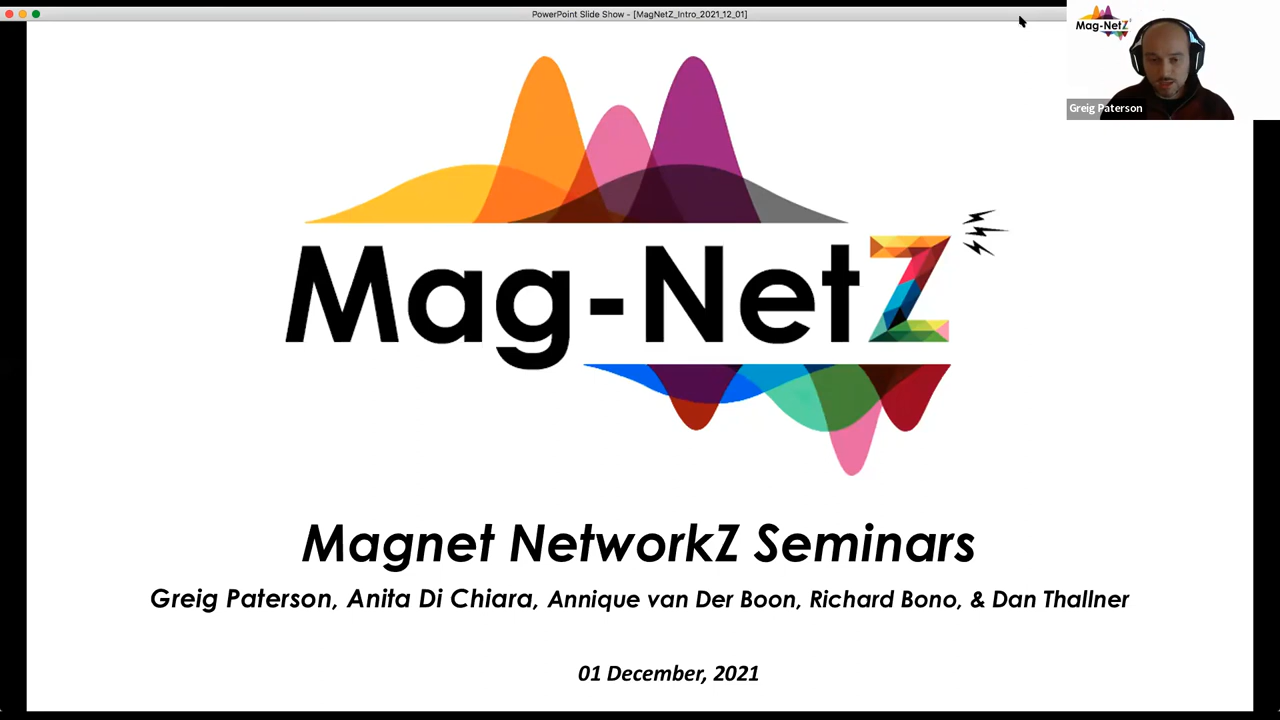 PowerPoint Slide Show - [MagNetZ_Intro_2021_12_01]
Mag-NetZ
Greig Paterson
Mag-NetZ
Magnet NetworkZ Seminars
Greig Paterson, Anita Di Chiara, Annique van Der Boon, Richard Bono, & Dan Thallner
01 December, 2021